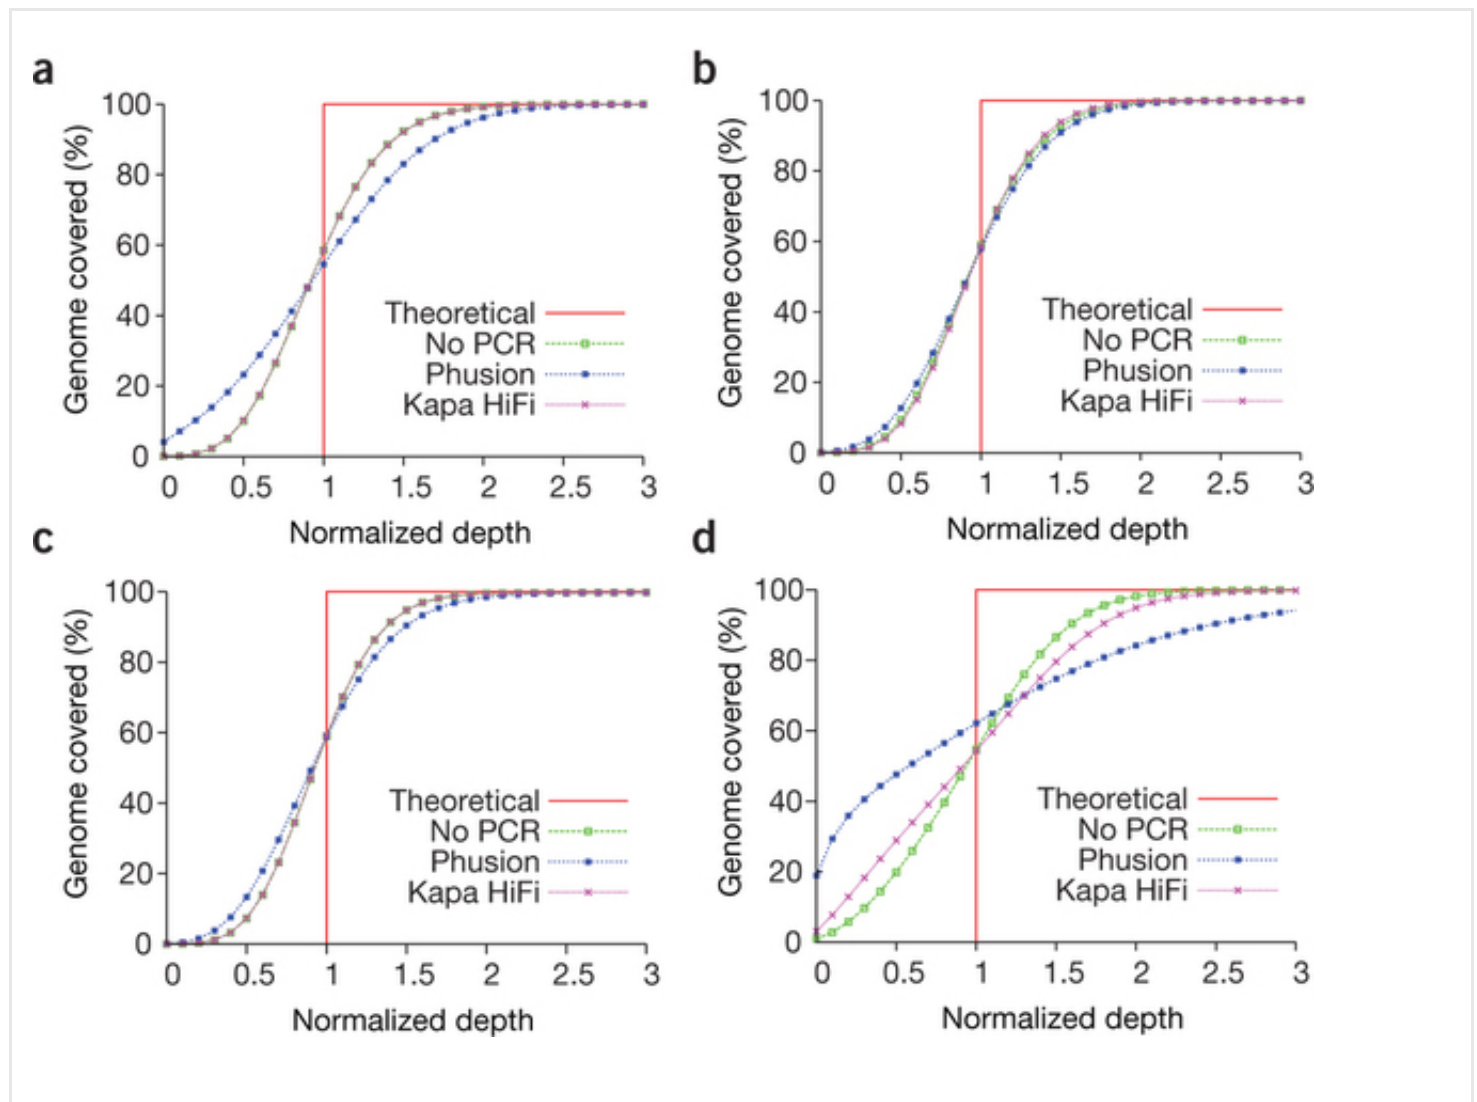 a
100
80
60
40
20
0
Genome covered (%)
Theoretical
No PCR
Phusion
Kapa HiFi
0 0.5 1 1.5 2 2.5 3
Normalized depth
b
100
80
60
40
20
0
Genome covered (%)
Theoretical
No PCR
Phusion
Kapa HiFi
0 0.5 1 1.5 2 2.5 3
Normalized depth
c
100
80
60
40
20
0
Genome covered (%)
Theoretical
No PCR
Phusion
Kapa HiFi
0 0.5 1 1.5 2 2.5 3
Normalized depth
d
100
80
60
40
20
0
Genome covered (%)
Theoretical
No PCR
Phusion
Kapa HiFi
0 0.5 1 1.5 2 2.5 3
Normalized depth